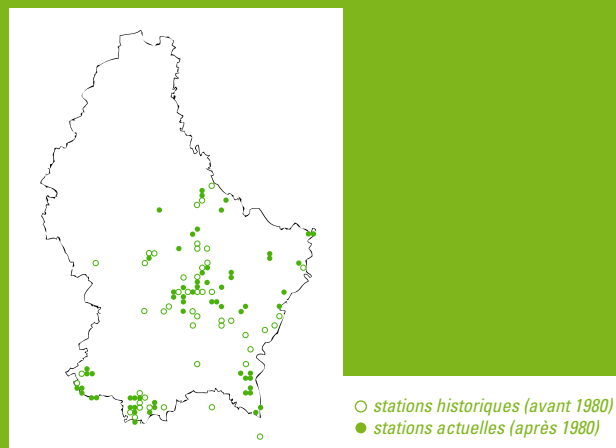 stations historiques (avant 1980)
stations actuelles (après 1980)